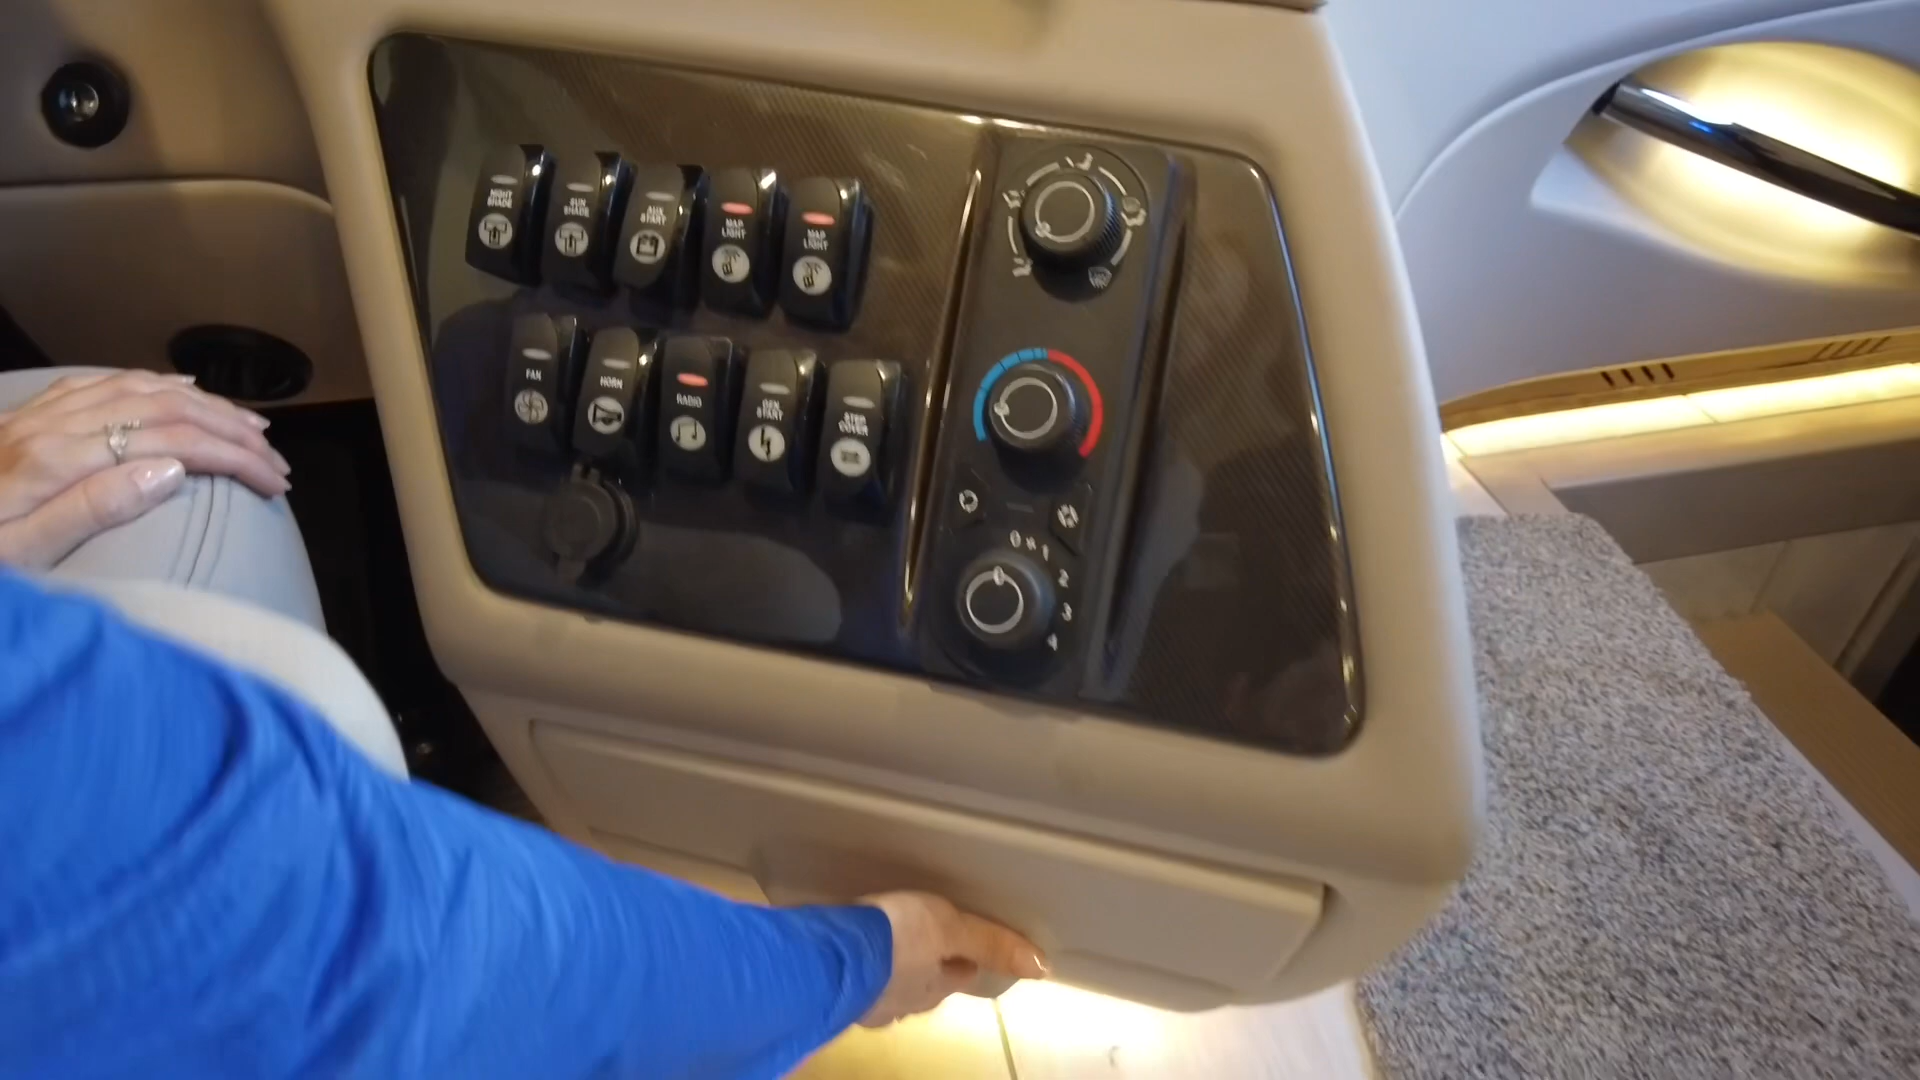 NIGHT
SHADE
SUN
SHADE
AUX
START
MAP
LIGHT
MAP
LIGHT
FAN
HORN
RADIO
GEN
START
STEP
COVER
0 * 1
2
3
4